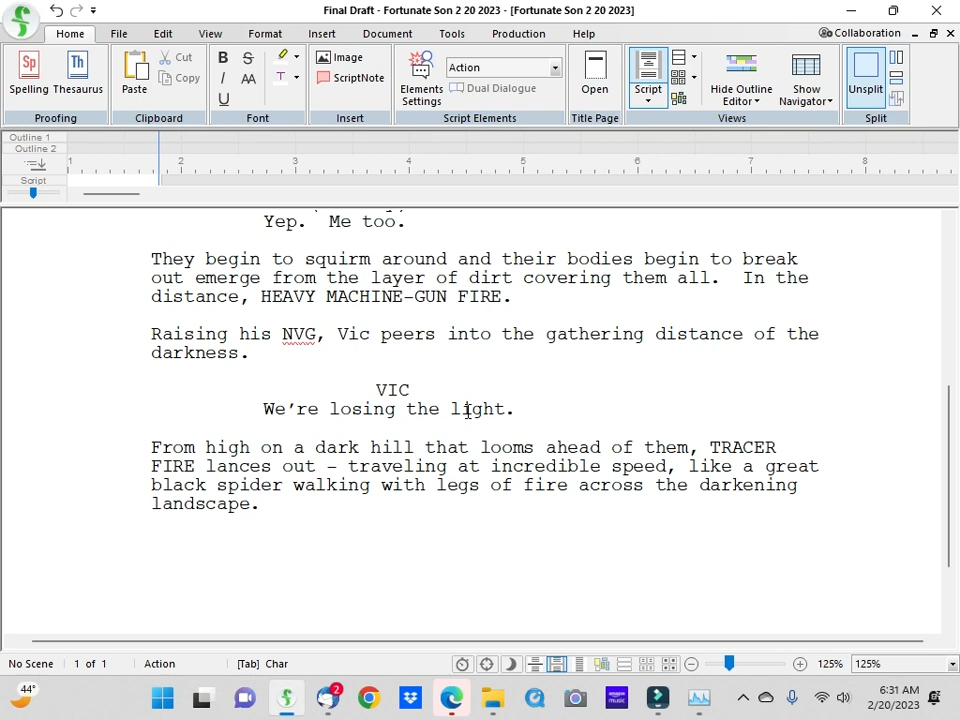 Final Draft - Fortunate Son 2 20 2023 - [Fortunate Son 2 20 2023]
Home File Edit View Format Insert Document Tools Production Help Collaboration
Sp Th Cut B S Image Action
Spelling Thesaurus Paste Copy I AA T ScriptNote Elements Settings Dual Dialogue Open Script Hide Outline Editor Show Navigator Unsplit
U
Proofing Clipboard Font Insert Script Elements Title Page Views Split
Outline 1
Outline 2
1 2 3 4 5 6 7 8
Script
Yep. Me too.
They begin to squirm around and their bodies begin to break
out emerge from the layer of dirt covering them all. In the
distance, HEAVY MACHINE-GUN FIRE.
Raising his NVG, Vic peers into the gathering distance of the
darkness.
VIC
We're losing the light.
From high on a dark hill that looms ahead of them, TRACER
FIRE lances out – traveling at incredible speed, like a great
black spider walking with legs of fire across the darkening
landscape.
No Scene 1 of 1 Action [Tab] Char 125% 125%
44° 2 amazon music 6:31 AM
2/20/2023